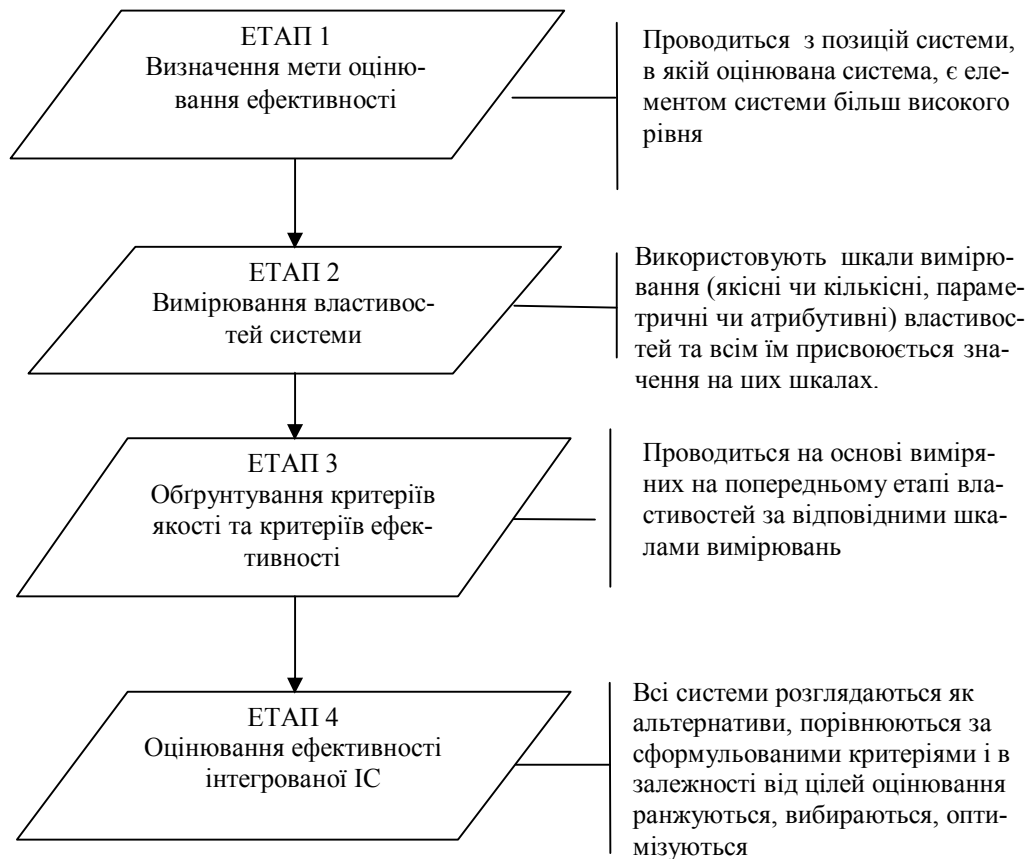 ЕТАП 1
Визначення мети оціню-
вання ефективності
Проводиться з позицій системи,
в якій оцінювана система, є еле-
ментом системи більш високого
рівня
ЕТАП 2
Вимірювання властивос-
тей системи
Використовують шкали вимірю-
вання (якісні чи кількісні, параме-
тричні чи атрибутивні) властивос-
тей та всім їм присвоюється зна-
чення на цих шкалах.
ЕТАП 3
Обґрунтування критеріїв
якості та критеріїв ефек-
тивності
Проводиться на основі виміря-
них на попередньому етапі вла-
стивостей за відповідними шка-
лами вимірювань
ЕТАП 4
Оцінювання ефективності
інтегрованої ІС
Всі системи розглядаються як
альтернативи, порівнюються за
сформульованими критеріями і в
залежності від цілей оцінювання
ранжуються, вибираються, опти-
мізуються